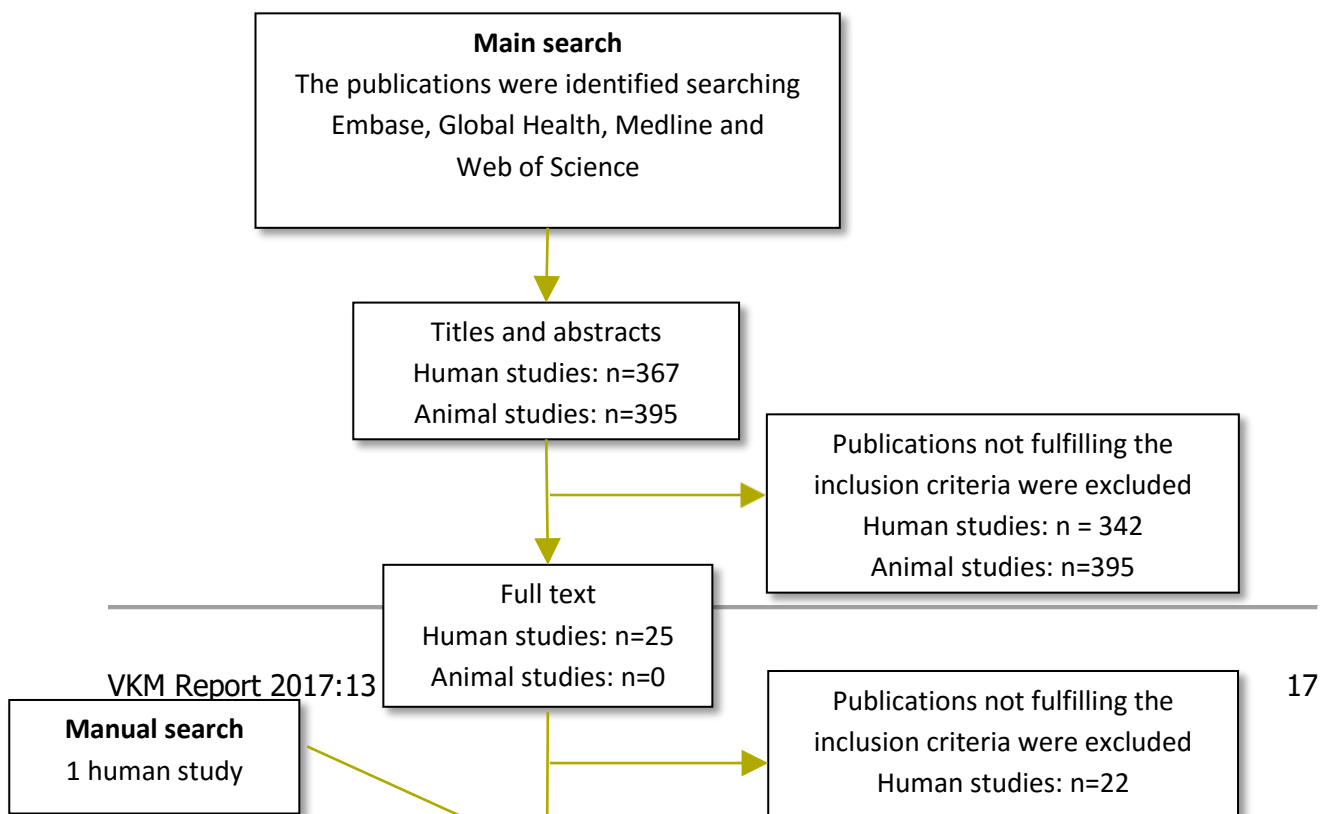 Main search
The publications were identified searching
Embase, Global Health, Medline and
Web of Science
Titles and abstracts
Human studies: n=367
Animal studies: n=395
Publications not fulfilling the
inclusion criteria were excluded
Human studies: n = 342
Animal studies: n=395
Full text
Human studies: n=25
Animal studies: n=0
VKM Report 2017:13
17
Publications not fulfilling the
inclusion criteria were excluded
Human studies: n=22
Manual search
1 human study